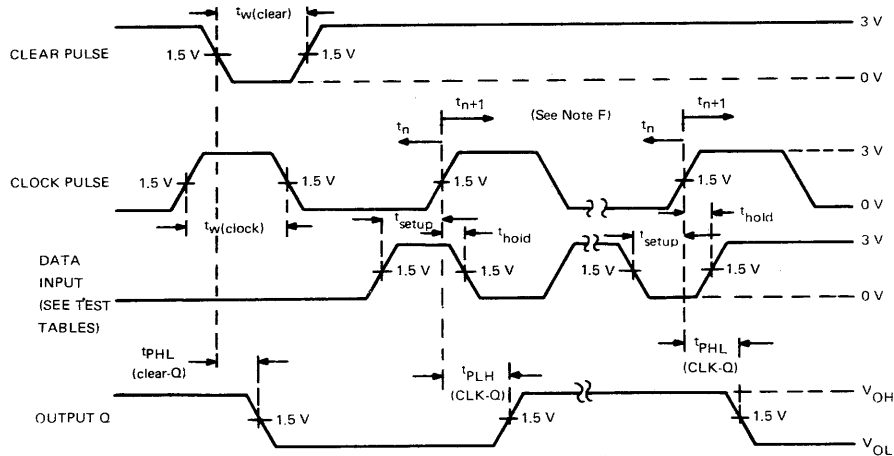 tw(clear)
CLEAR PULSE
1.5 V
1.5 V
3 V
0 V
tn
tn+1
(See Note F)
tn
tn+1
CLOCK PULSE
1.5 V
1.5 V
1.5 V
1.5 V
3 V
0 V
tw(clock)
tsetup
thold
tsetup
thold
DATA
INPUT
(SEE TEST
TABLES)
1.5 V
1.5 V
1.5 V
1.5 V
3 V
0 V
tPHL
(clear-Q)
tPLH
(CLK-Q)
tPHL
(CLK-Q)
OUTPUT Q
1.5 V
1.5 V
1.5 V
VOH
VOL